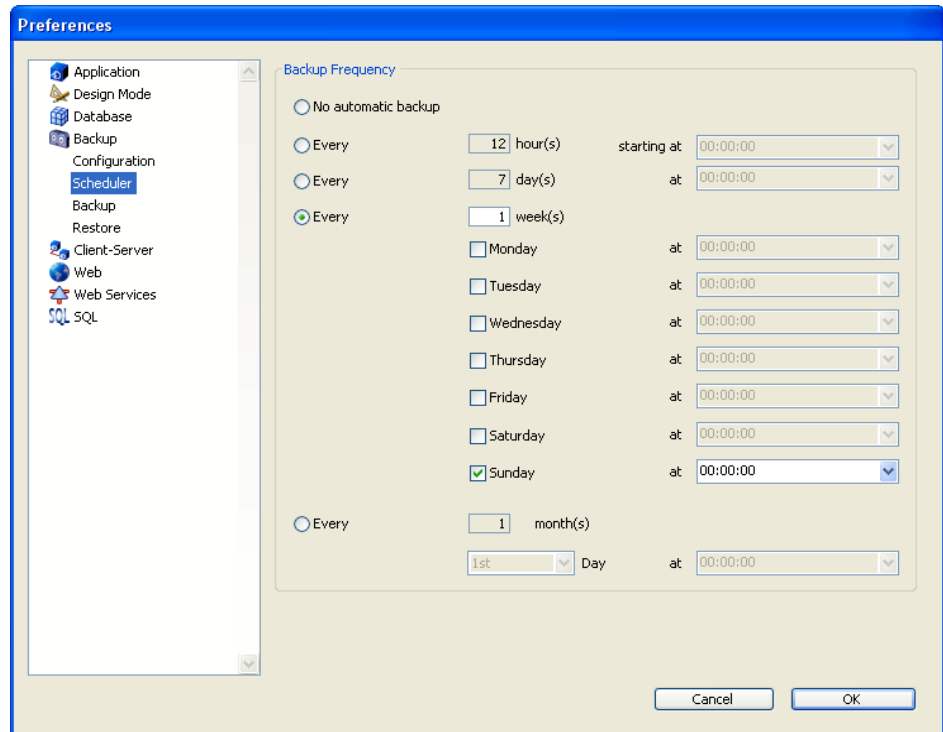 Preferences
Application
Design Mode
Database
Backup
Configuration
Scheduler
Backup
Restore
Client-Server
Web
Web Services
SQL SQL
Backup Frequency
No automatic backup
Every 12 hour(s) starting at 00:00:00
Every 7 day(s) at 00:00:00
Every 1 week(s)
Monday at 00:00:00
Tuesday at 00:00:00
Wednesday at 00:00:00
Thursday at 00:00:00
Friday at 00:00:00
Saturday at 00:00:00
Sunday at 00:00:00
Every 1 month(s)
1st Day at 00:00:00
Cancel OK